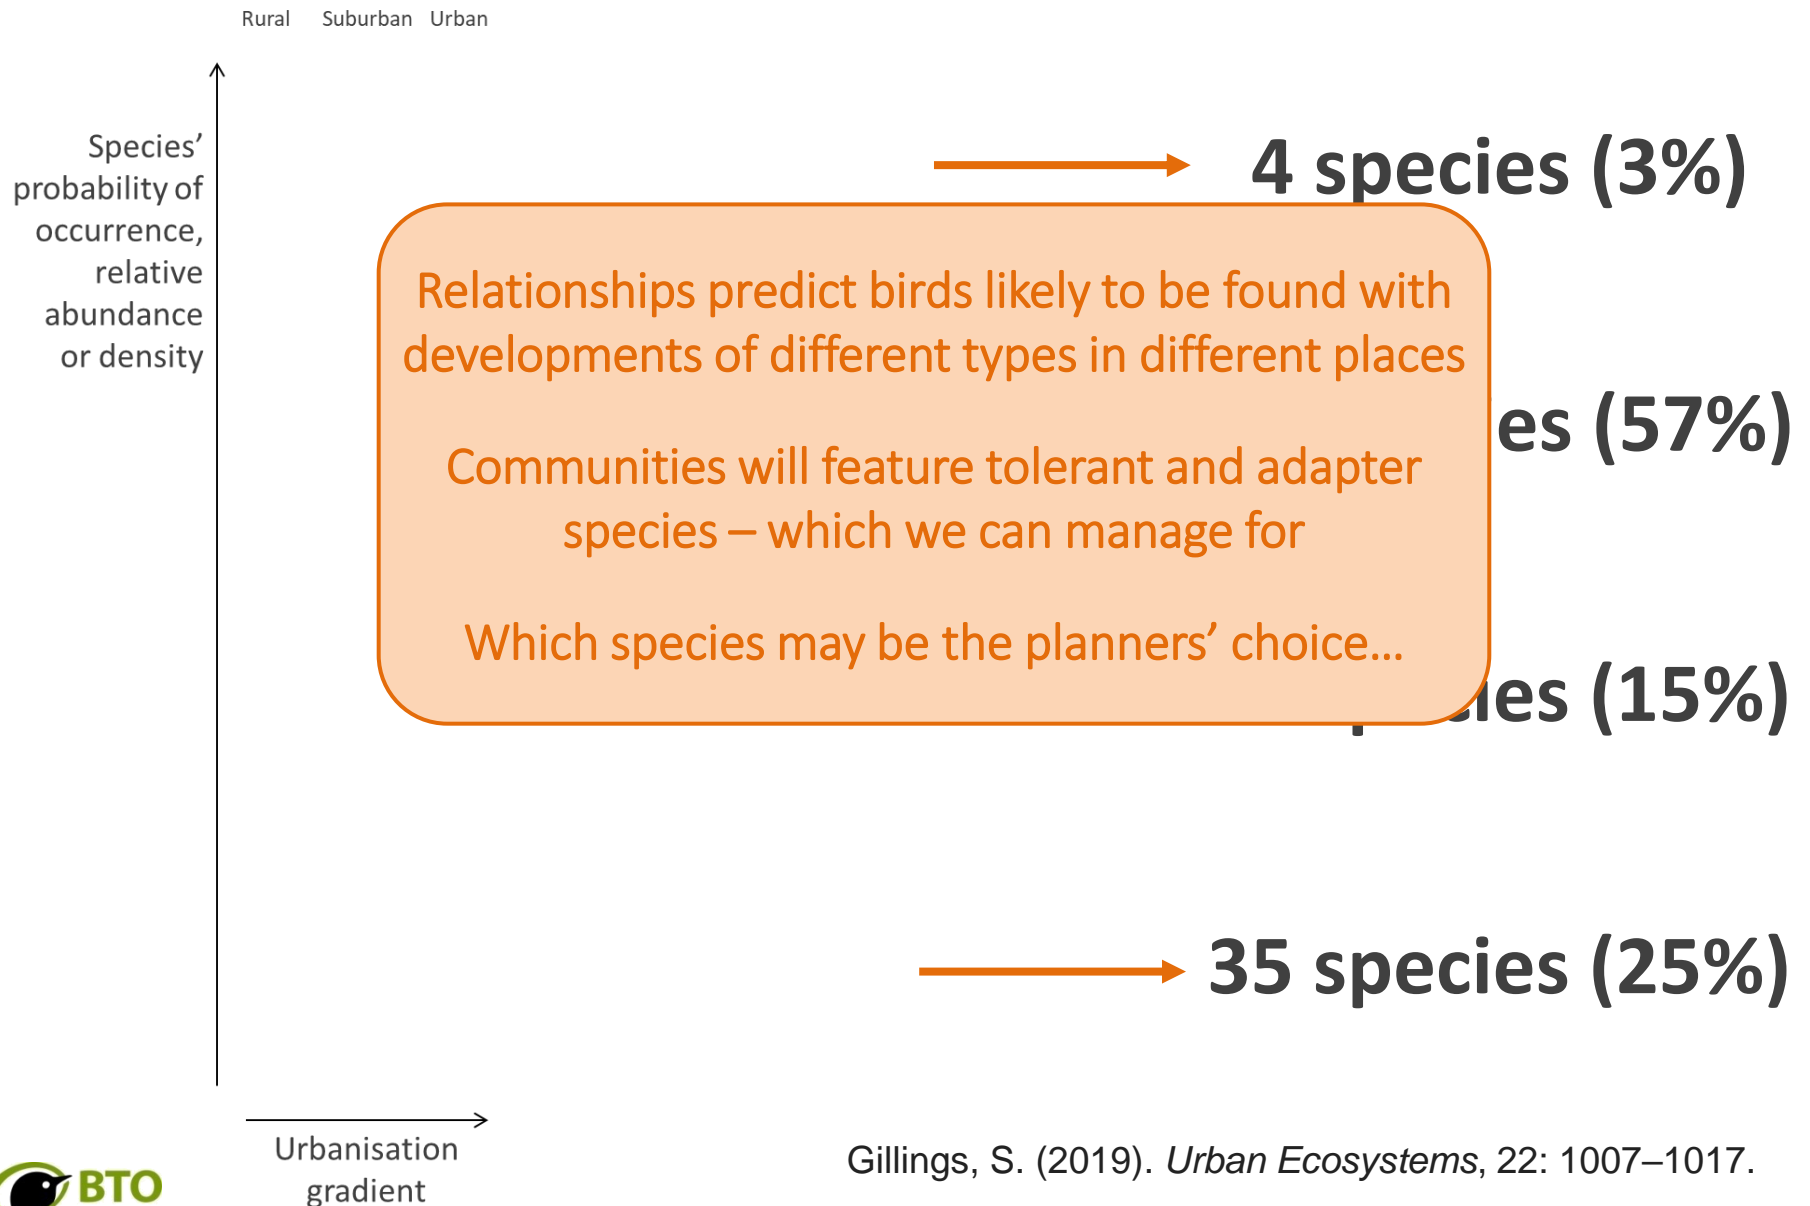 Rural Suburban Urban
Species’
probability of
occurrence,
relative
abundance
or density
4 species (3%)
Relationships predict birds likely to be found with
developments of different types in different places
Communities will feature tolerant and adapter
species – which we can manage for
Which species may be the planners’ choice...
es (57%)
ies (15%)
35 species (25%)
Urbanisation
gradient
Gillings, S. (2019). Urban Ecosystems, 22: 1007–1017.
BTO